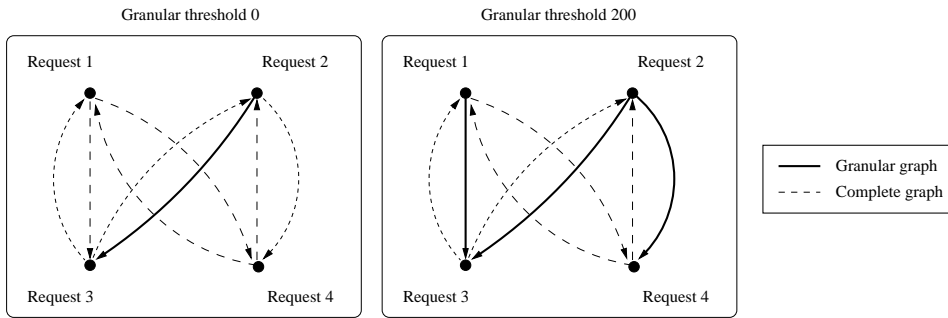 Granular threshold 0
Granular threshold 200
Request 1
Request 2
Request 3
Request 4
Request 1
Request 2
Request 3
Request 4
Granular graph
Complete graph